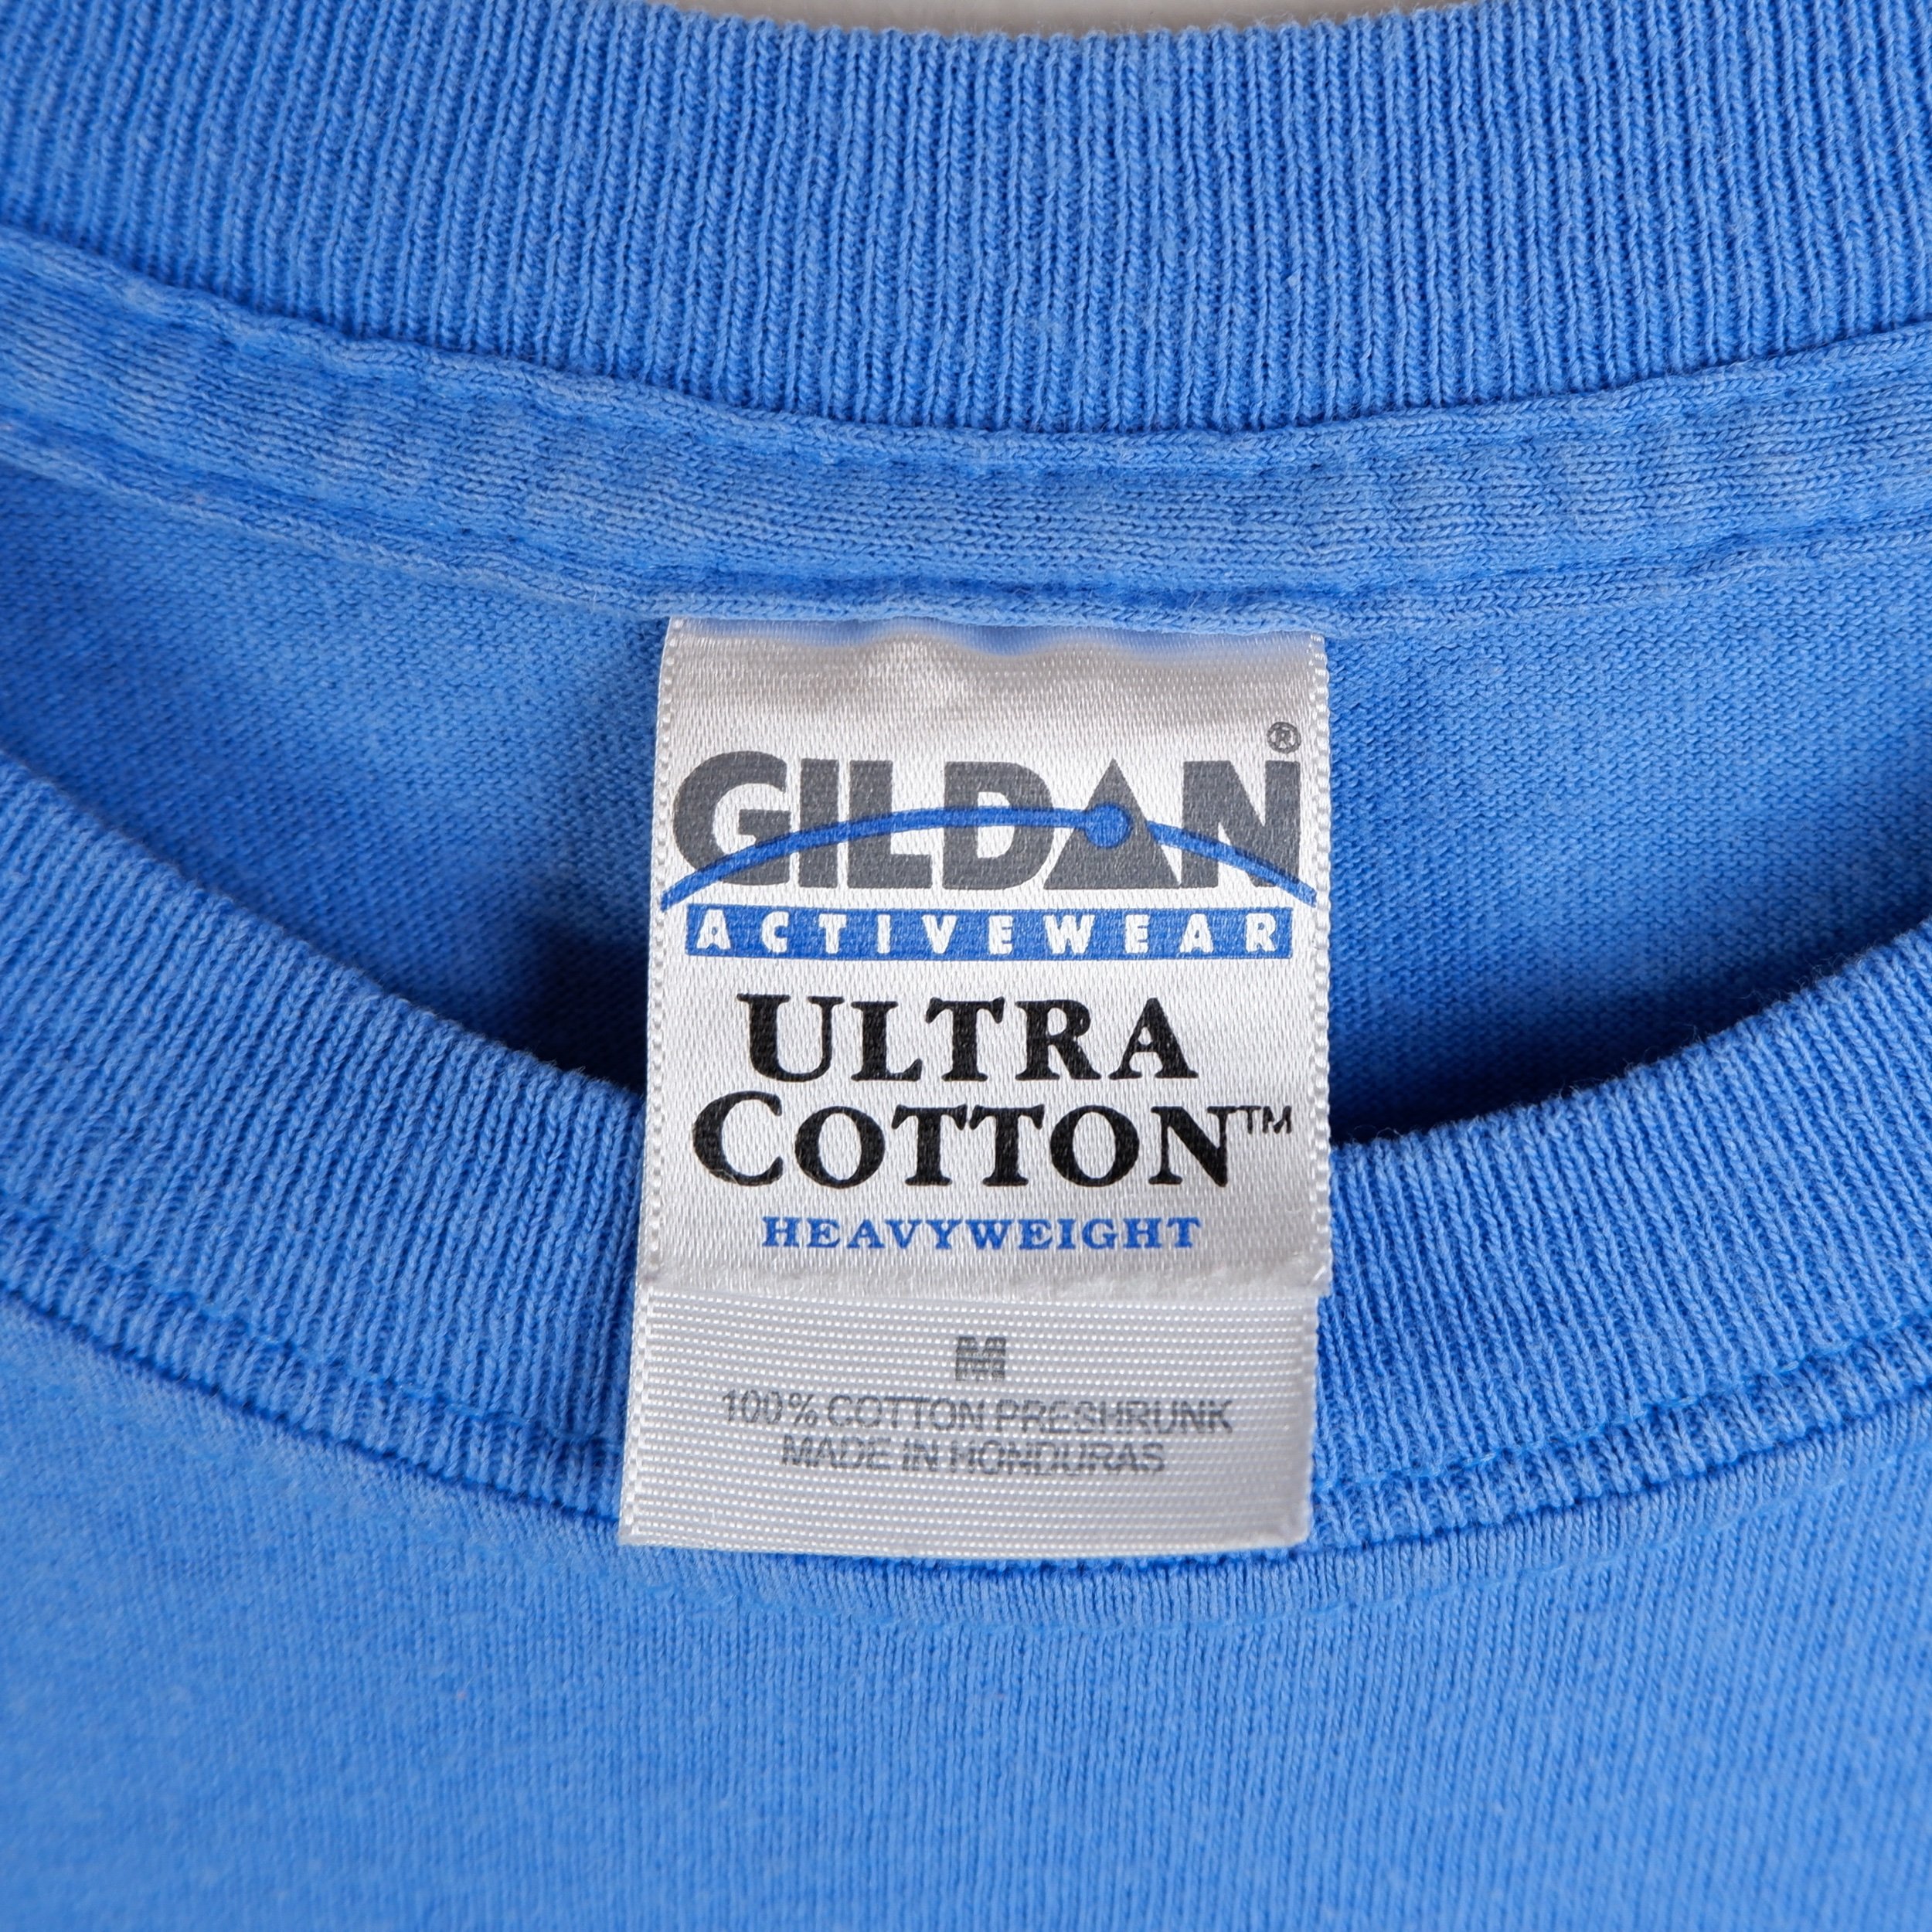 GILDAN®
ACTIVEWEAR
ULTRA
COTTON™
HEAVYWEIGHT
M
100% COTTON PRESHRUNK
MADE IN HONDURAS